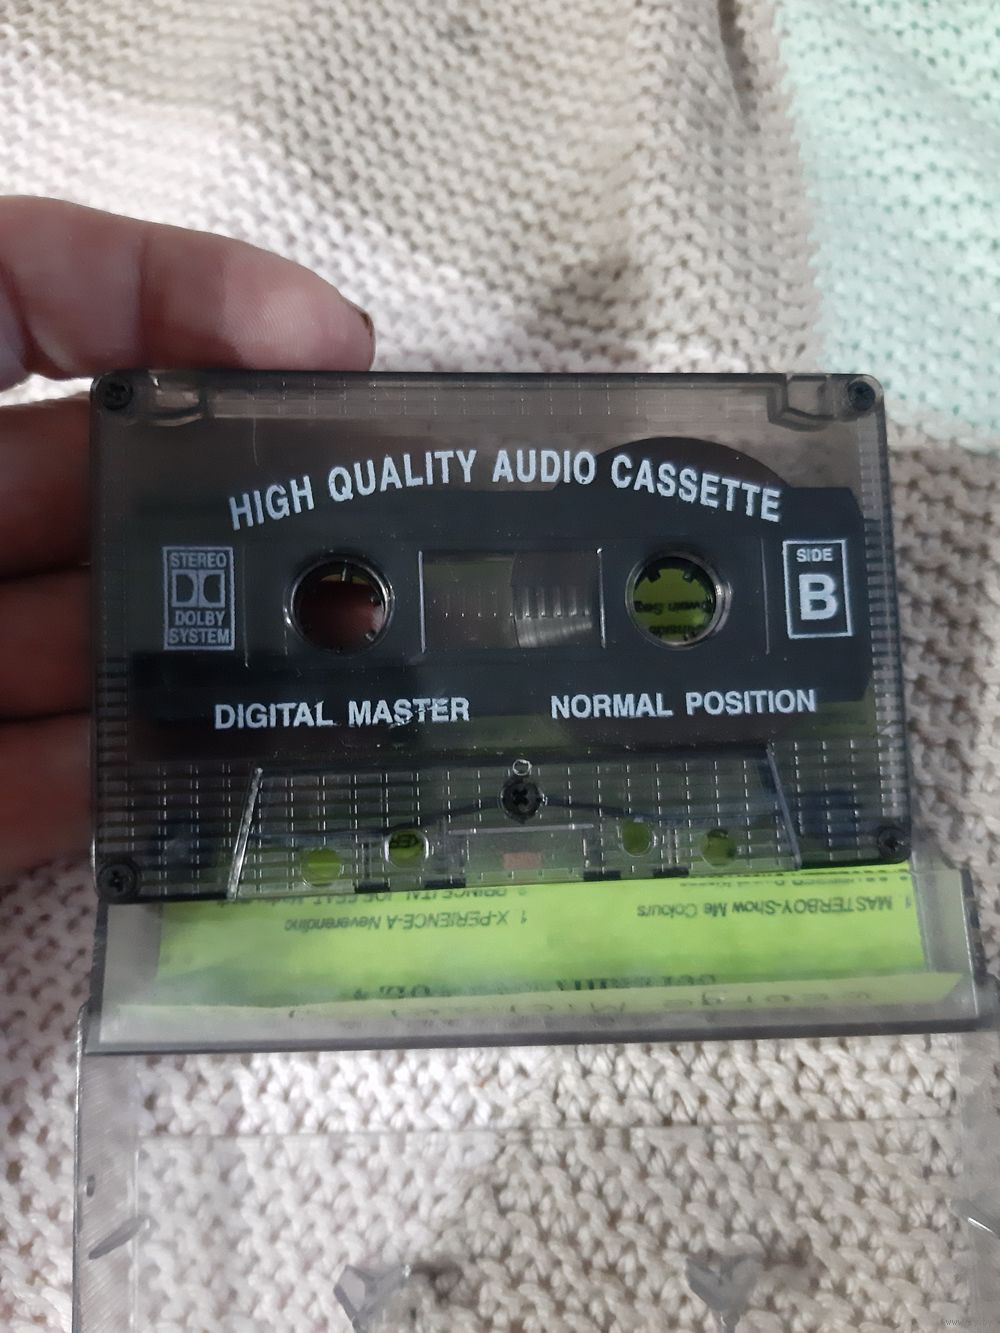 HIGH QUALITY AUDIO CASSETTE
STEREO
DOLBY
SYSTEM
SIDE
B
DIGITAL MASTER
NORMAL POSITION
1 MASTERBOY-Show Me Colours
1 X-PERIENCE-A Neverending